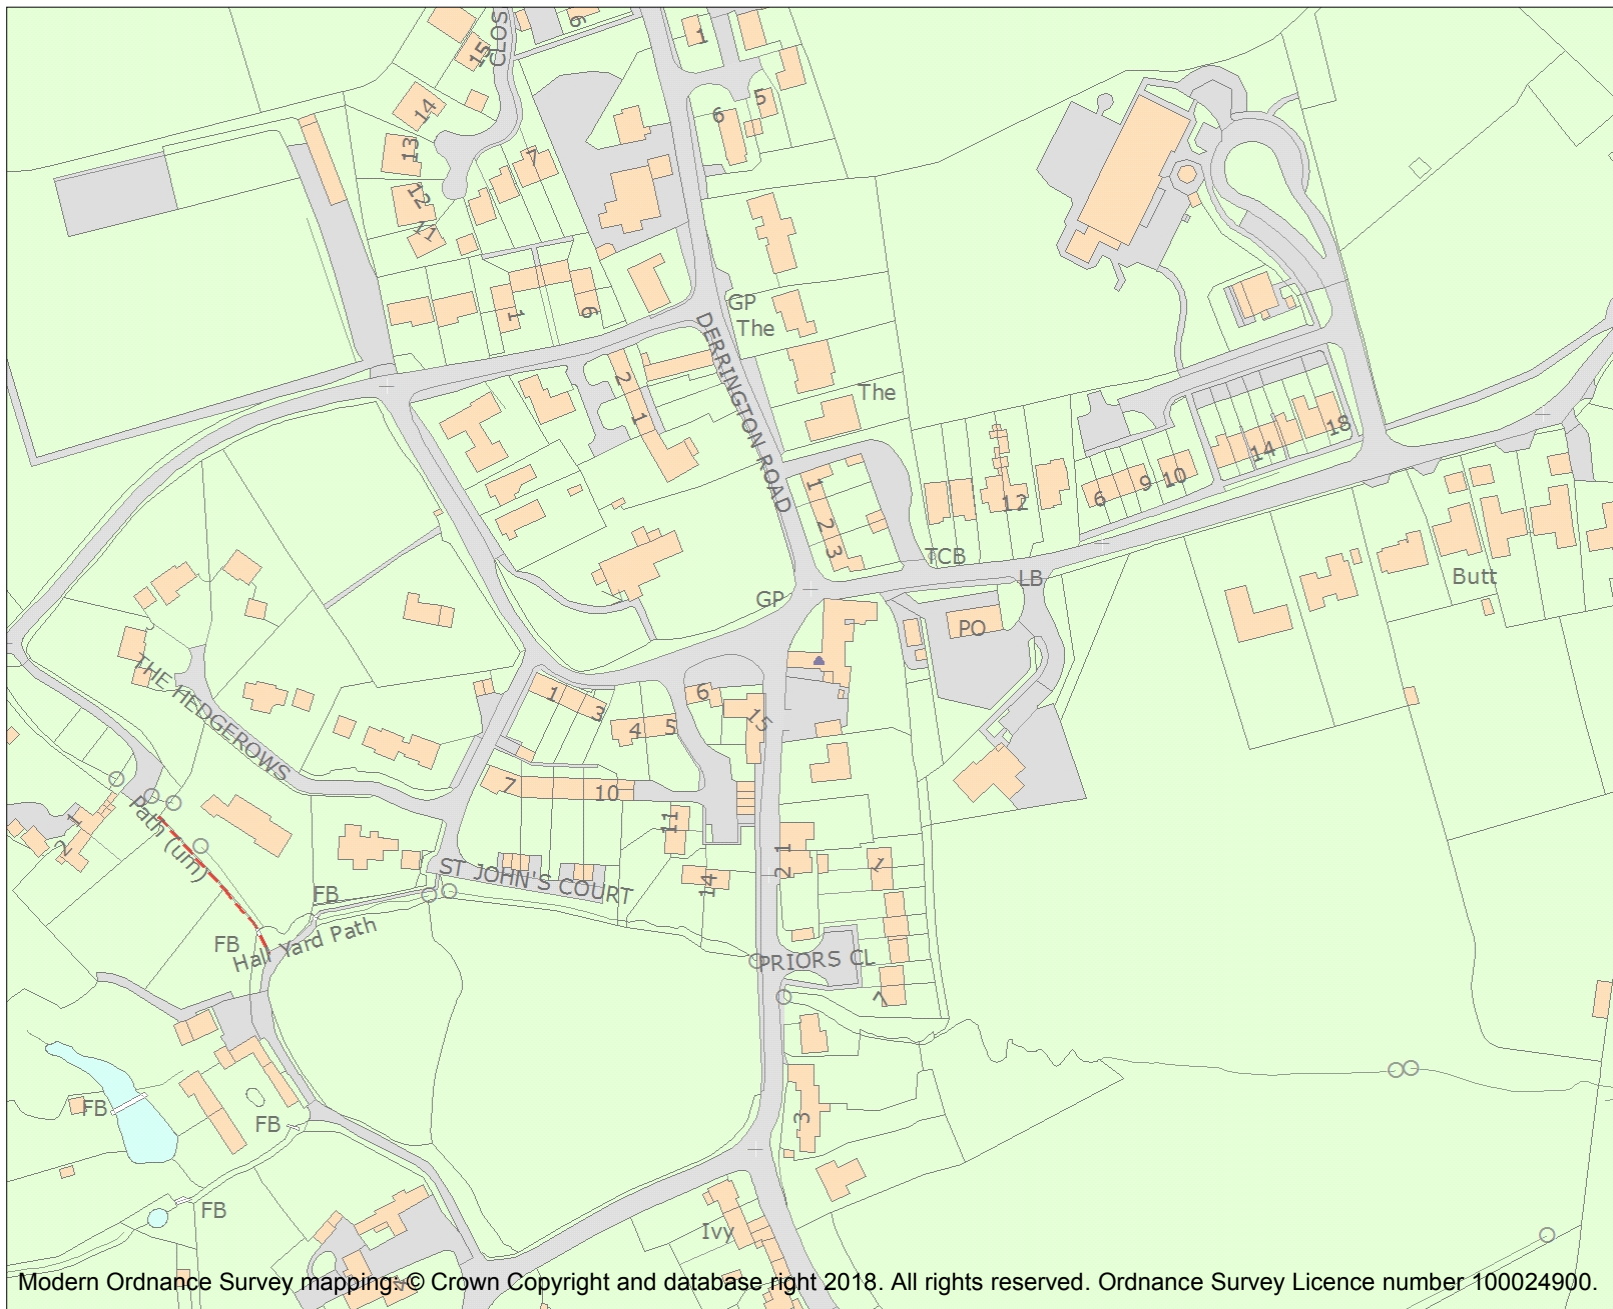 CLOS
6
1
15
14
5
6
13
7
12
11
GP
The
1
6
DERRINGTON ROAD
2
1
The
18
14
1
10
9
6
12
2
3
TCB
LB
Butt
GP
PO
THE HEDGEROWS
1
3
6
15
4
5
7
10
Path (um)
1
2
11
1
2
1
ST JOHN'S COURT
14
FB
FB
Hall Yard Path
PRIORS CL
7
FB
FB
3
FB
Ivy
4
Modern Ordnance Survey mapping: © Crown Copyright and database right 2018. All rights reserved. Ordnance Survey Licence number 100024900.